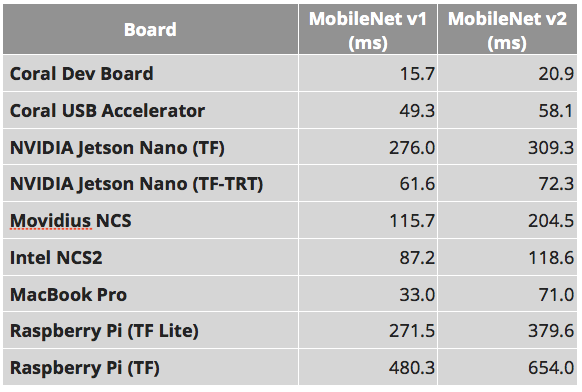 Board MobileNet v1 (ms) MobileNet v2 (ms)
Coral Dev Board 15.7 20.9
Coral USB Accelerator 49.3 58.1
NVIDIA Jetson Nano (TF) 276.0 309.3
NVIDIA Jetson Nano (TF-TRT) 61.6 72.3
Movidius NCS 115.7 204.5
Intel NCS2 87.2 118.6
MacBook Pro 33.0 71.0
Raspberry Pi (TF Lite) 271.5 379.6
Raspberry Pi (TF) 480.3 654.0